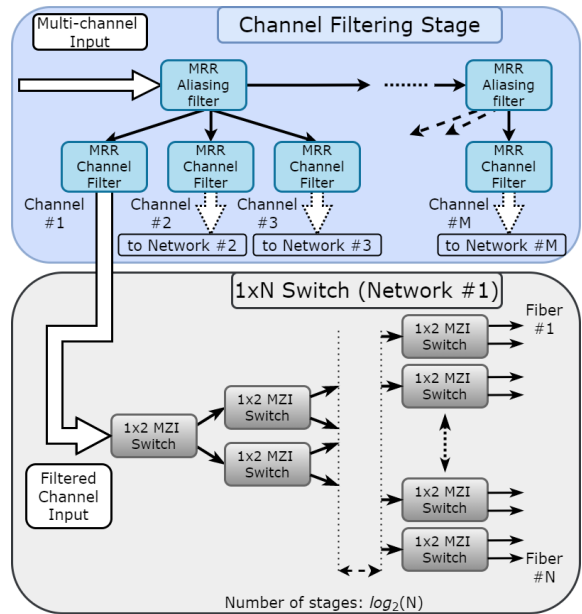 Multi-channel
Input
Channel Filtering Stage
MRR
Aliasing
filter
MRR
Aliasing
filter
MRR
Channel
Filter
MRR
Channel
Filter
MRR
Channel
Filter
MRR
Channel
Filter
Channel
#1
Channel
#2
Channel
#3
Channel
#M
to Network #2
to Network #3
to Network #M
1xN Switch (Network #1)
1x2 MZI
Switch
Fiber
#1
1x2 MZI
Switch
1x2 MZI
Switch
1x2 MZI
Switch
1x2 MZI
Switch
Filtered
Channel
Input
1x2 MZI
Switch
1x2 MZI
Switch
Fiber
#N
Number of stages: log₂(N)